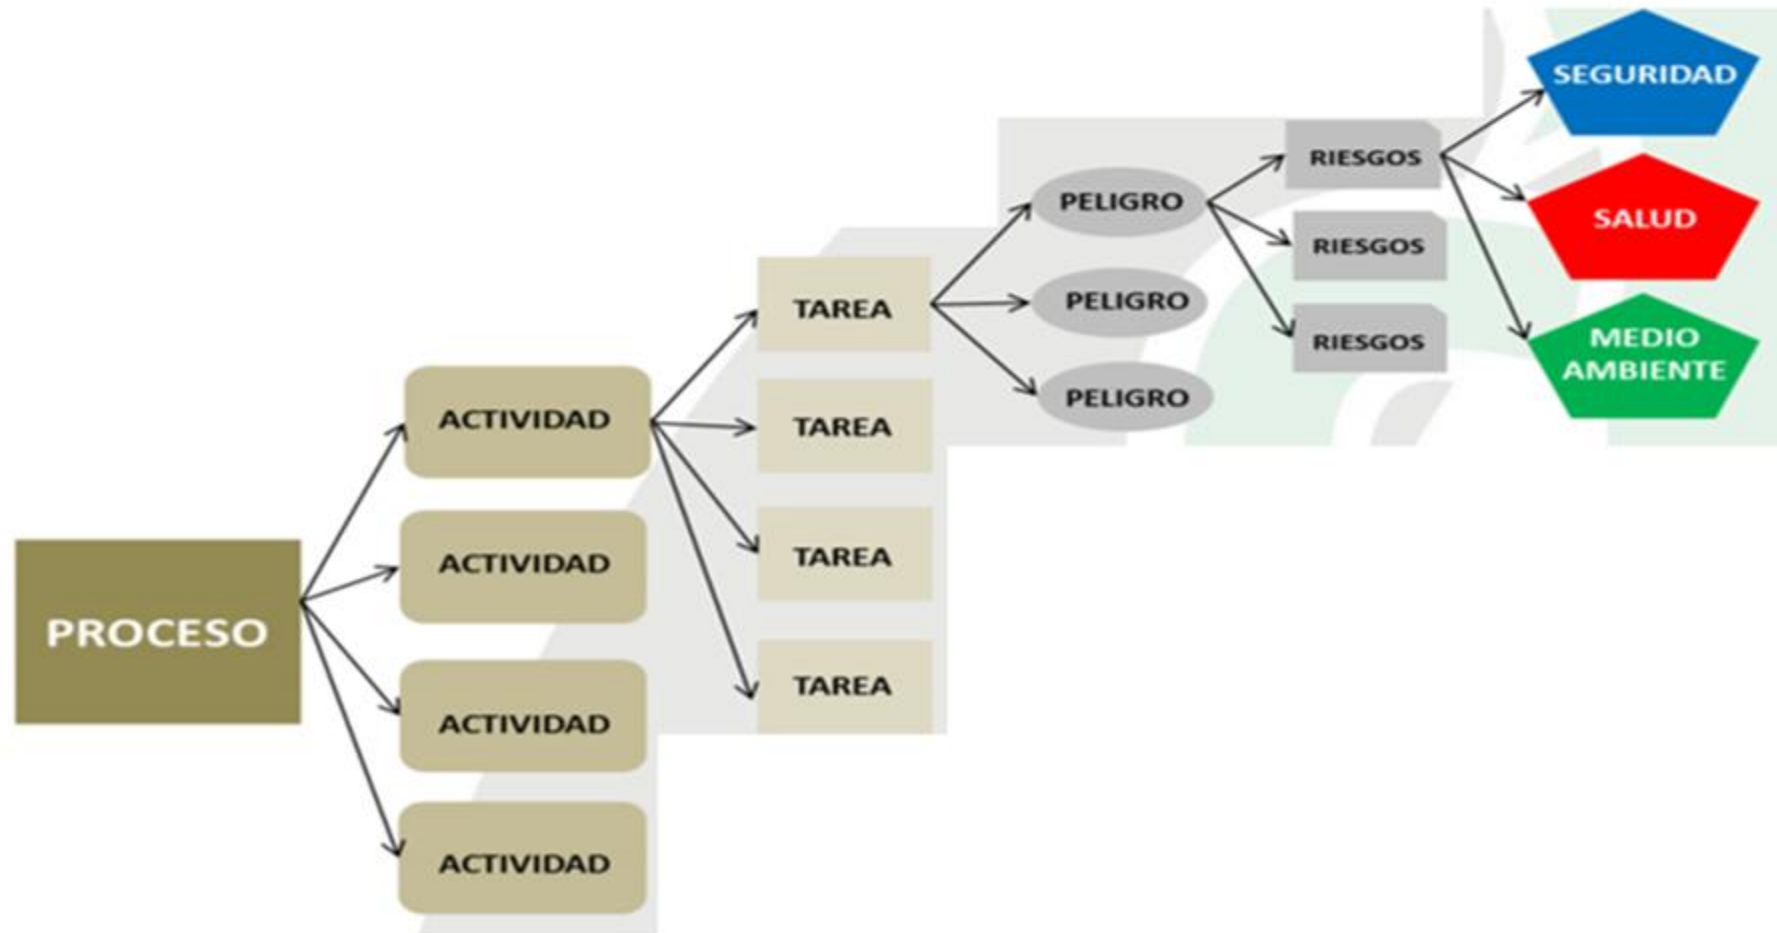 PROCESO
ACTIVIDAD
ACTIVIDAD
ACTIVIDAD
ACTIVIDAD
TAREA
TAREA
TAREA
TAREA
PELIGRO
PELIGRO
PELIGRO
RIESGOS
RIESGOS
RIESGOS
SEGURIDAD
SALUD
MEDIO
AMBIENTE